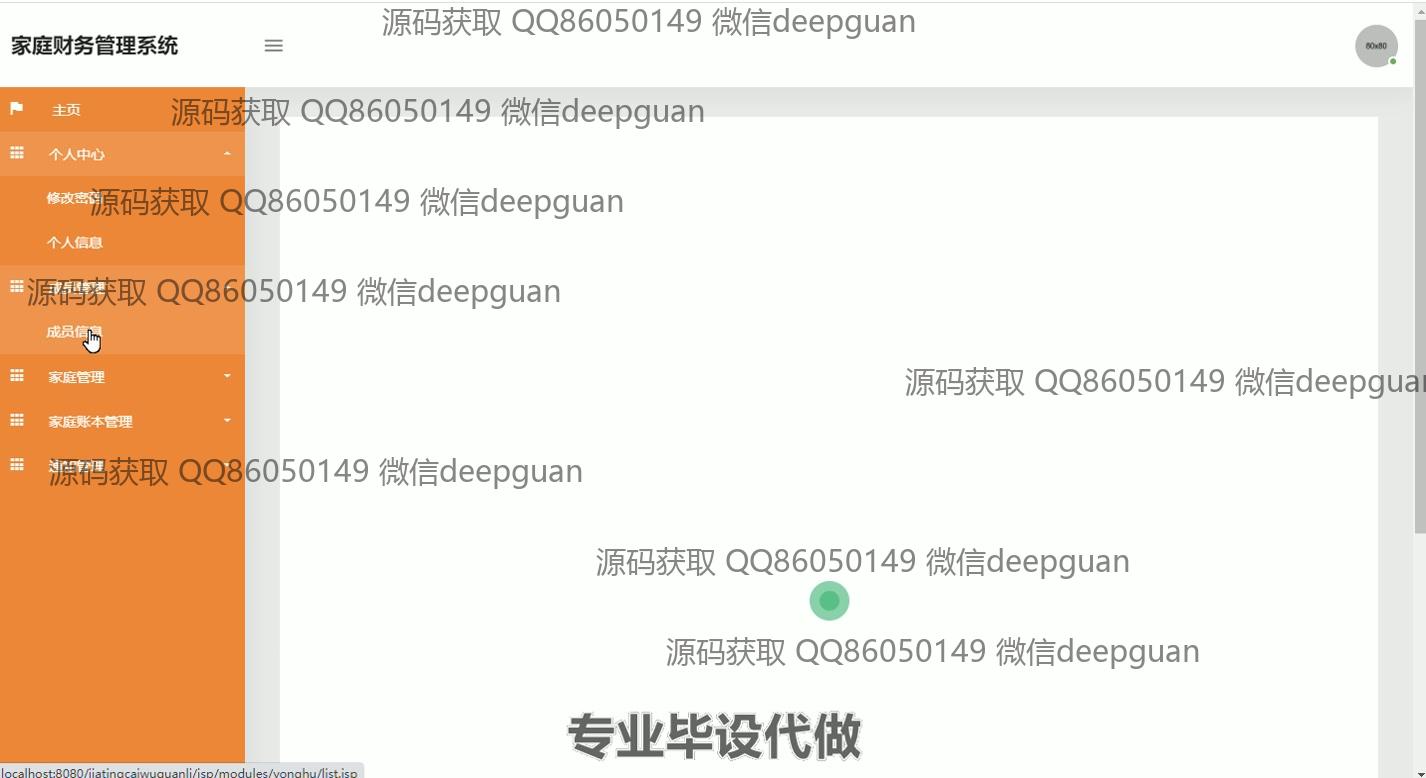 源码获取 QQ86050149 微信deepguan
家庭财务管理系统
80x80
主页
源码获取 QQ86050149 微信deepguan
个人中心
修改密码
源码获取 QQ86050149 微信deepguan
个人信息
成员管理
源码获取 QQ86050149 微信deepguan
成员信息
家庭管理
源码获取 QQ86050149 微信deepguan
家庭账本管理
源码获取 QQ86050149 微信deepguan
源码获取 QQ86050149 微信deepguan
源码获取 QQ86050149 微信deepguan
专业毕设代做
localhost:8080/jiatingcaiwuguanli/jsp/modules/yonghu/list.jsp